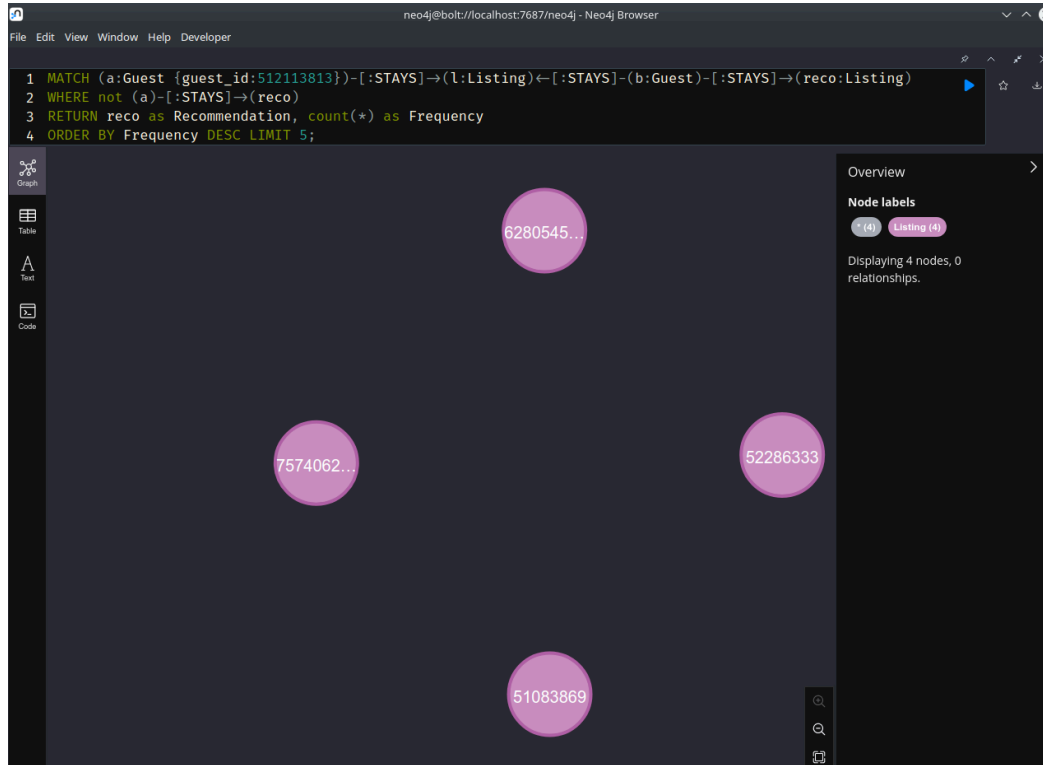 neo4j@bolt://localhost:7687/neo4j - Neo4j Browser
File Edit View Window Help Developer
1 MATCH (a:Guest {guest_id:512113813})-[:STAYS]→(l:Listing)←[:STAYS]-(b:Guest)-[:STAYS]→(reco:Listing)
2 WHERE not (a)-[:STAYS]→(reco)
3 RETURN reco as Recommendation, count(*) as Frequency
4 ORDER BY Frequency DESC LIMIT 5;
Graph
Table
Text
Code
6280545...
7574062...
52286333
51083869
Overview
Node labels
* (4) Listing (4)
Displaying 4 nodes, 0
relationships.